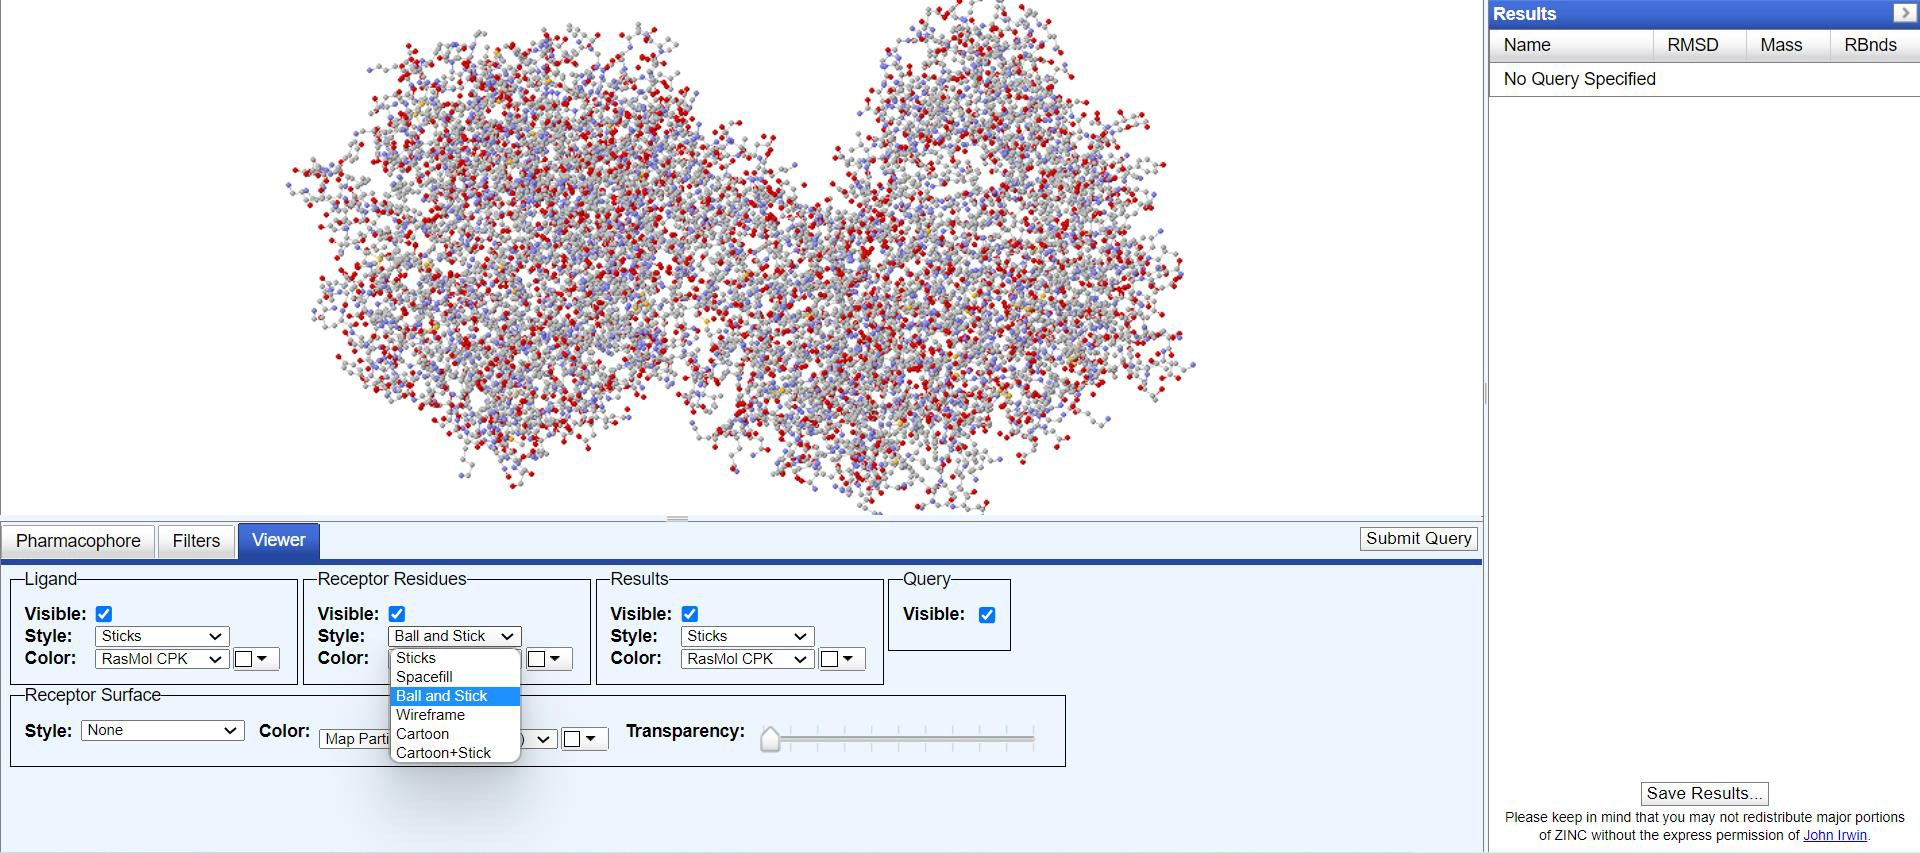 Results
Name RMSD Mass RBnds
No Query Specified
Pharmacophore Filters Viewer Submit Query
Ligand
Visible:
Style: Sticks
Color: RasMol CPK
Receptor Residues
Visible:
Style: Ball and Stick
Color:
Sticks
Spacefill
Ball and Stick
Wireframe
Cartoon
Cartoon+Stick
Results
Visible:
Style: Sticks
Color: RasMol CPK
Query
Visible:
Receptor Surface
Style: None Color: Map Parti ) Transparency:
Save Results...
Please keep in mind that you may not redistribute major portions
of ZINC without the express permission of John Irwin.